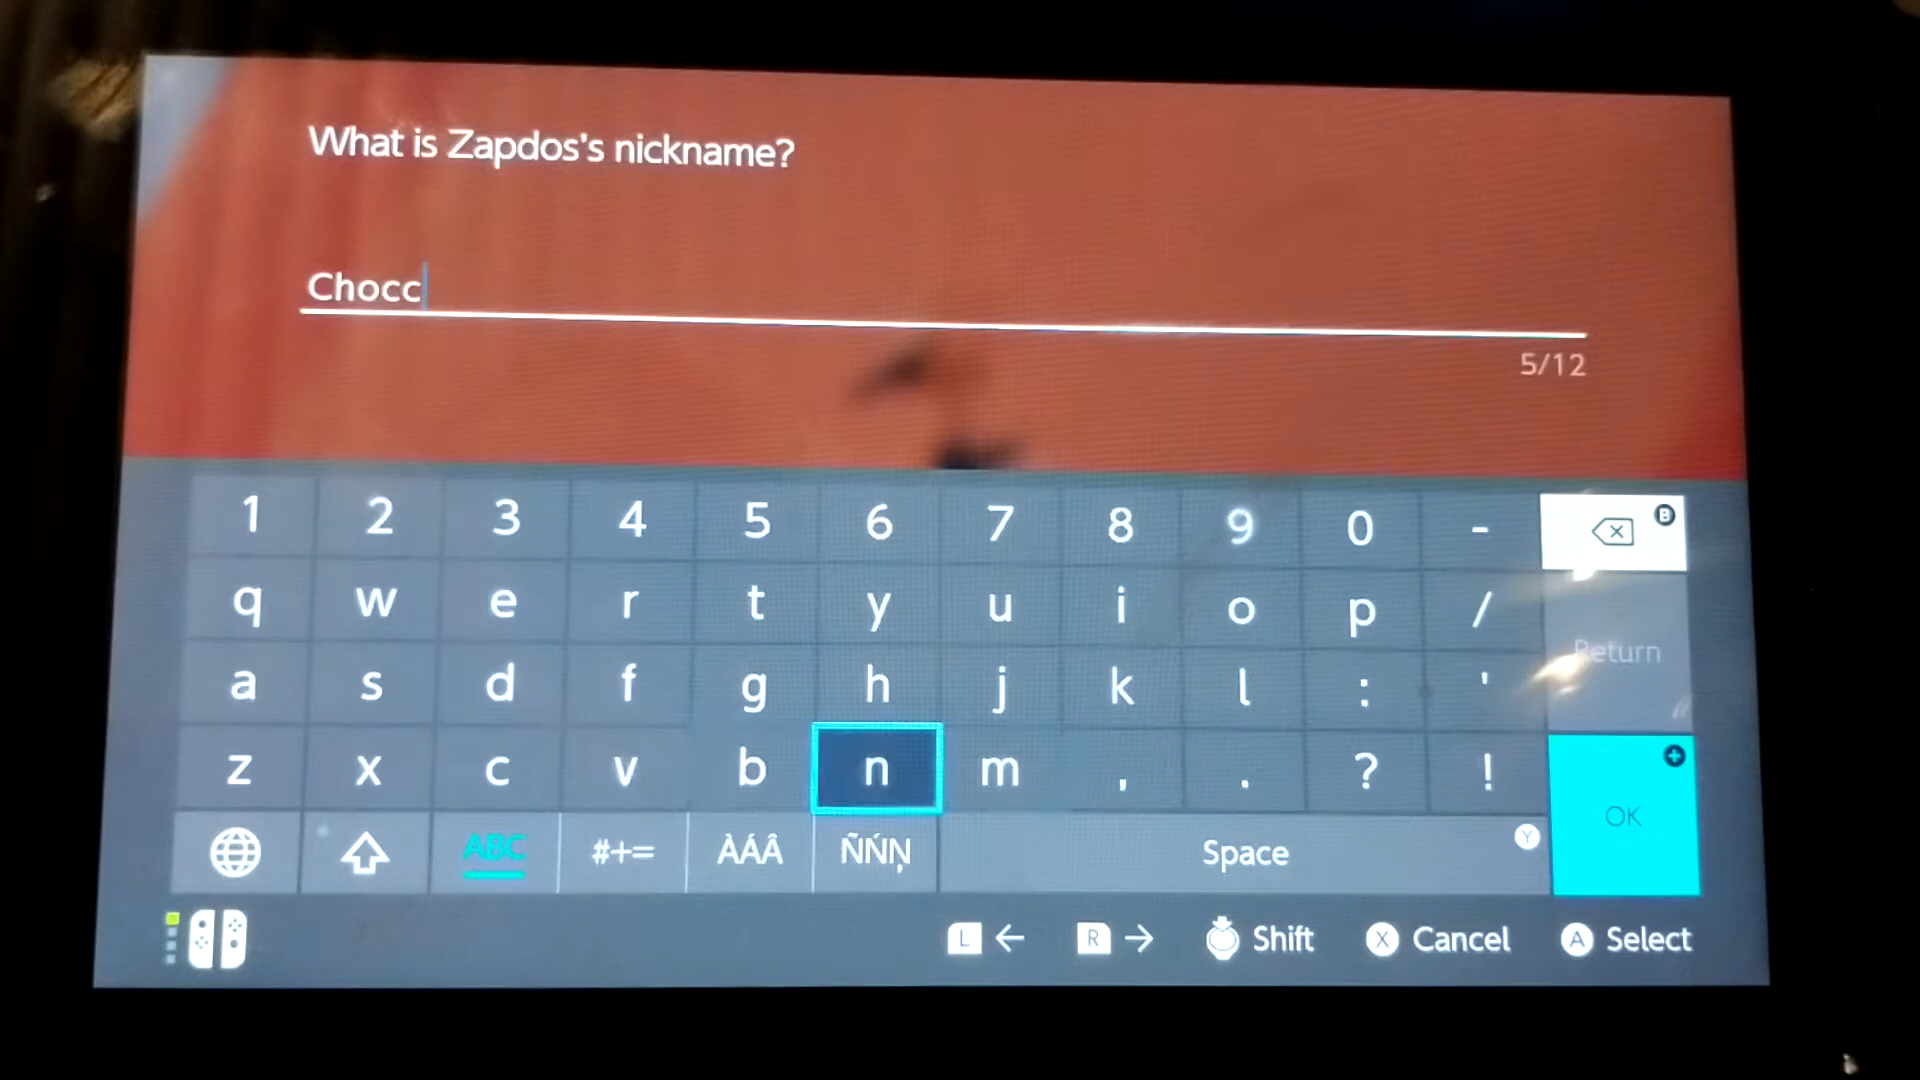 What is Zapdos's nickname?
Chocc
5/12
1 2 3 4 5 6 7 8 9 0 - B
q w e r t y u i o p /
Return
a s d f g h j k l : '
z x c v b n m , . ? ! +
OK
ABC #+= ÀÁÂ ÑŃŅ Space Y
L ← R → Shift X Cancel A Select